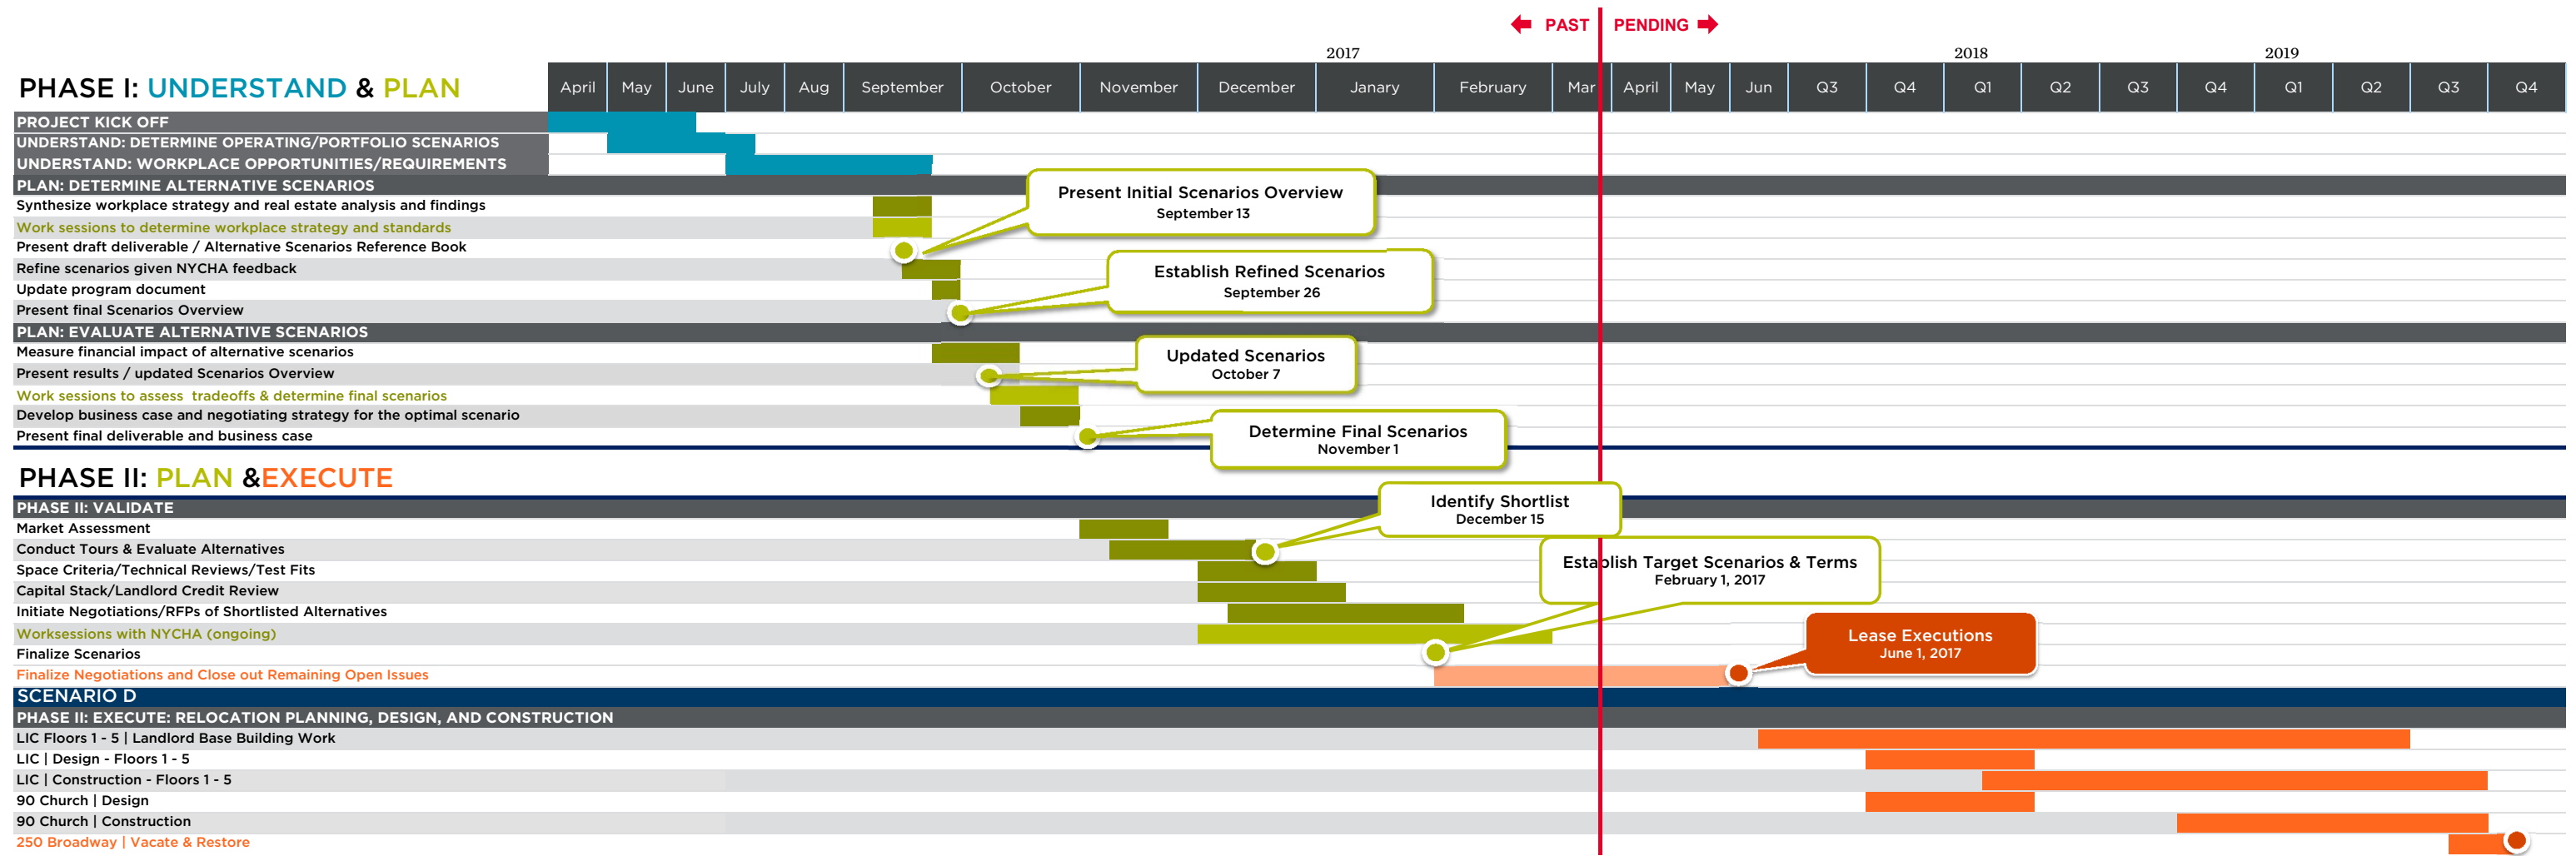 PAST PENDING
2017 2018 2019
PHASE I: UNDERSTAND & PLAN
April May June July Aug September October November December Janary February Mar April May Jun Q3 Q4 Q1 Q2 Q3 Q4 Q1 Q2 Q3 Q4
PROJECT KICK OFF
UNDERSTAND: DETERMINE OPERATING/PORTFOLIO SCENARIOS
UNDERSTAND: WORKPLACE OPPORTUNITIES/REQUIREMENTS
PLAN: DETERMINE ALTERNATIVE SCENARIOS
Present Initial Scenarios Overview
September 13
Synthesize workplace strategy and real estate analysis and findings
Work sessions to determine workplace strategy and standards
Present draft deliverable / Alternative Scenarios Reference Book
Refine scenarios given NYCHA feedback
Establish Refined Scenarios
September 26
Update program document
Present final Scenarios Overview
PLAN: EVALUATE ALTERNATIVE SCENARIOS
Measure financial impact of alternative scenarios
Updated Scenarios
October 7
Present results / updated Scenarios Overview
Work sessions to assess tradeoffs & determine final scenarios
Develop business case and negotiating strategy for the optimal scenario
Determine Final Scenarios
November 1
Present final deliverable and business case
PHASE II: PLAN &EXECUTE
PHASE II: VALIDATE
Identify Shortlist
December 15
Market Assessment
Conduct Tours & Evaluate Alternatives
Establish Target Scenarios & Terms
February 1, 2017
Space Criteria/Technical Reviews/Test Fits
Capital Stack/Landlord Credit Review
Initiate Negotiations/RFPs of Shortlisted Alternatives
Worksessions with NYCHA (ongoing)
Lease Executions
June 1, 2017
Finalize Scenarios
Finalize Negotiations and Close out Remaining Open Issues
SCENARIO D
PHASE II: EXECUTE: RELOCATION PLANNING, DESIGN, AND CONSTRUCTION
LIC Floors 1 - 5 | Landlord Base Building Work
LIC | Design - Floors 1 - 5
LIC | Construction - Floors 1 - 5
90 Church | Design
90 Church | Construction
250 Broadway | Vacate & Restore